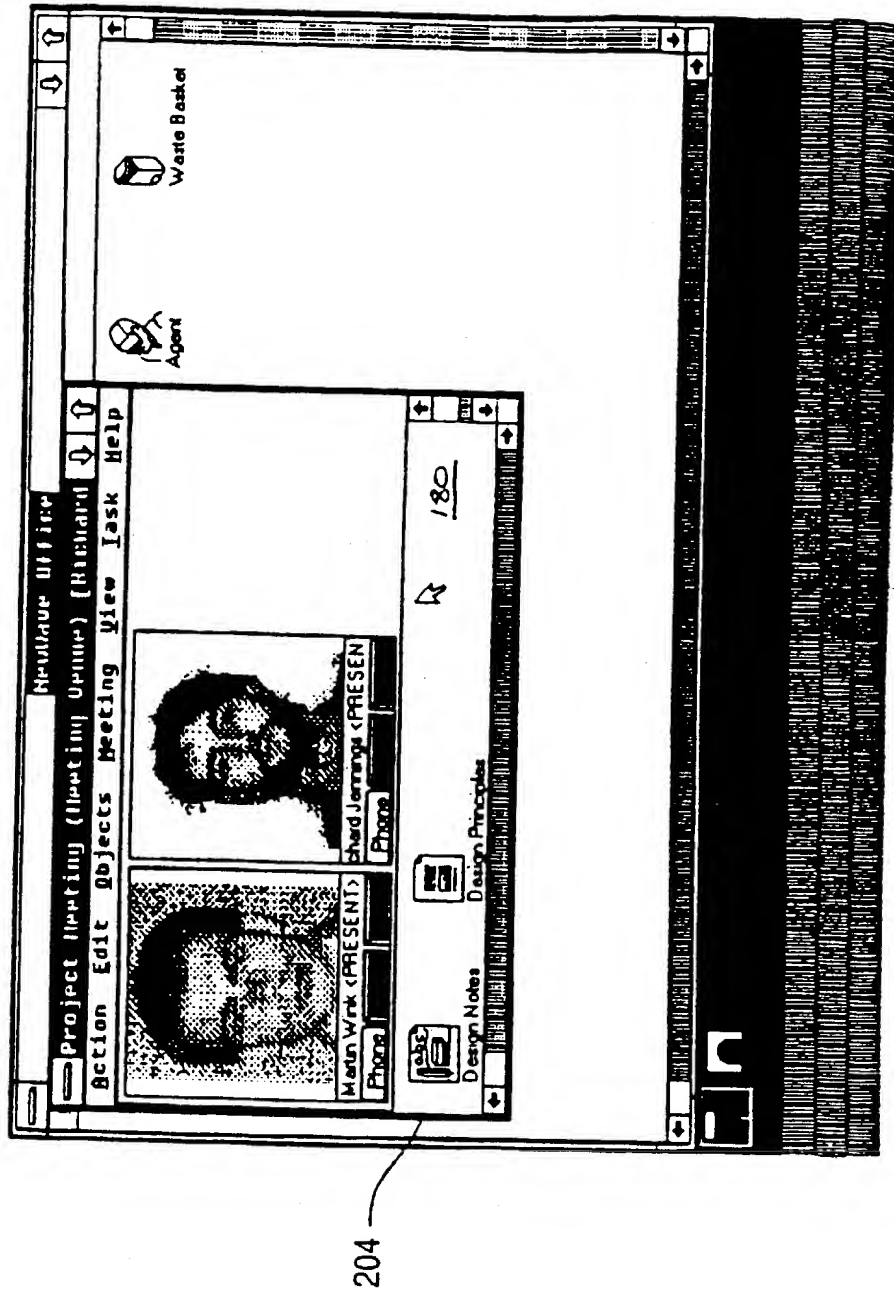 NewWave Office
Project Meeting (Meeting Venue) [Richard
Action Edit Objects Meeting View Task Help
Martin Wink <PRESENT>
chard Jennings <PRESEN
Phone
Phone
180
Design Notes
Design Principles
Agent
Waste Basket
204